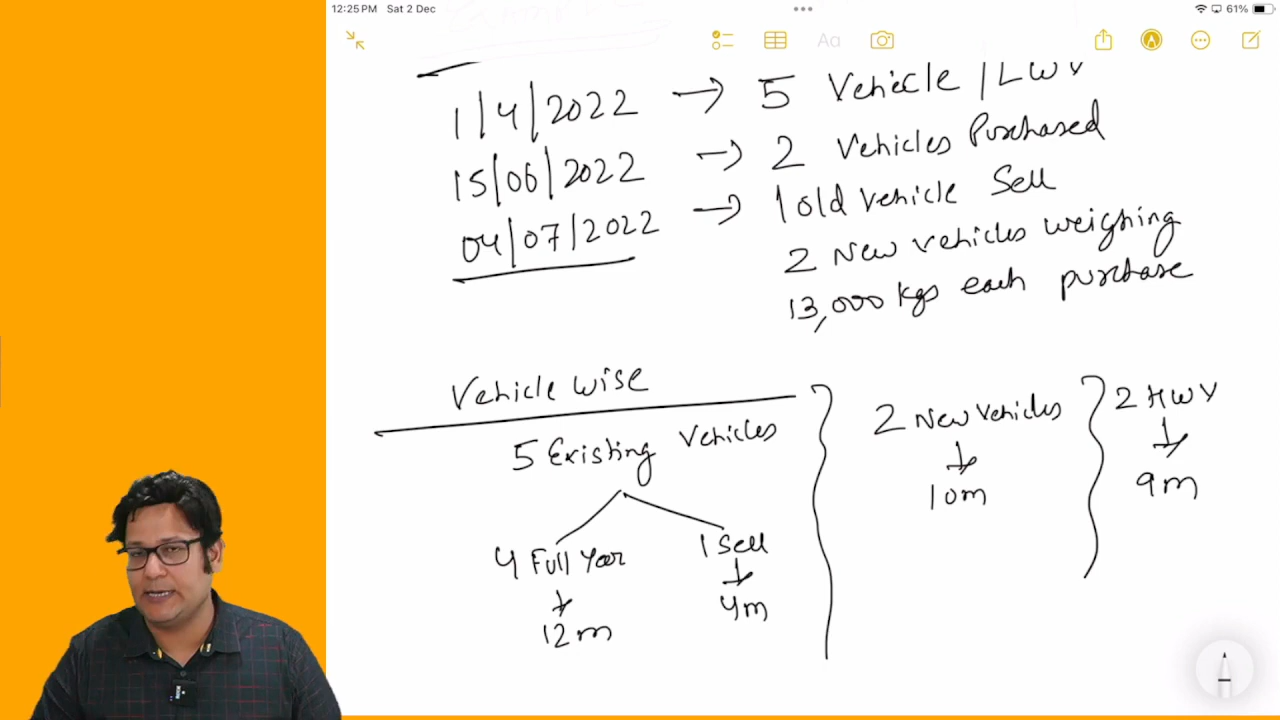 12:25 PM Sat 2 Dec
61%
Aa
1/4/2022 → 5 Vehicle / LWV
15/06/2022 → 2 Vehicles Purchased
04/07/2022 → 1 old vehicle Sell
2 New vehicles weighing
13,000 kgs each purchase
Vehicle wise
5 Existing Vehicles
2 New Vehicles
2 HWV
10m
9m
4 Full Year
1 Sell
12m
4m